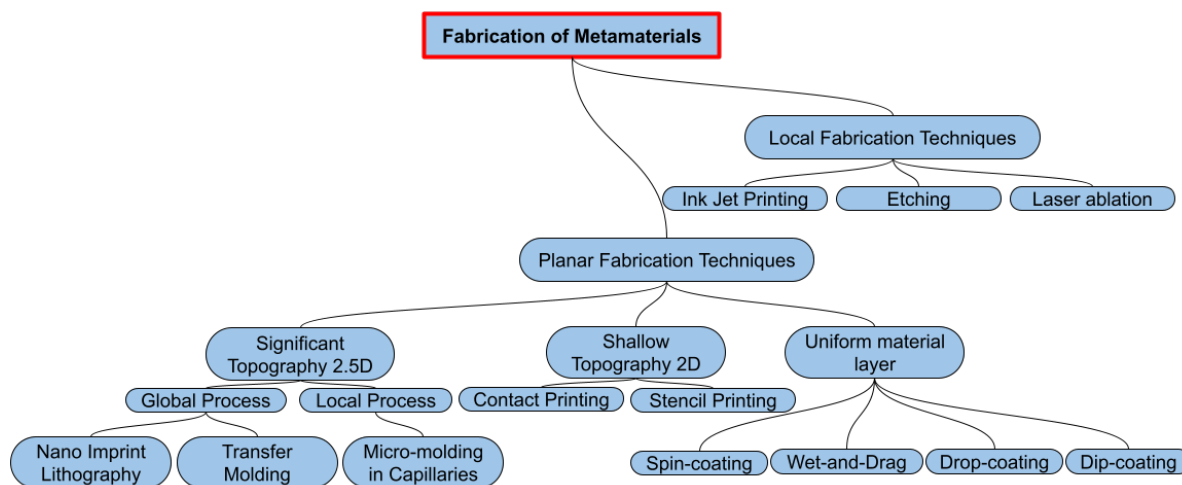 Fabrication of Metamaterials
Local Fabrication Techniques
Ink Jet Printing
Etching
Laser ablation
Planar Fabrication Techniques
Significant
Topography 2.5D
Shallow
Topography 2D
Uniform material
layer
Global Process
Local Process
Contact Printing
Stencil Printing
Nano Imprint
Lithography
Transfer
Molding
Micro-molding
in Capillaries
Spin-coating
Wet-and-Drag
Drop-coating
Dip-coating